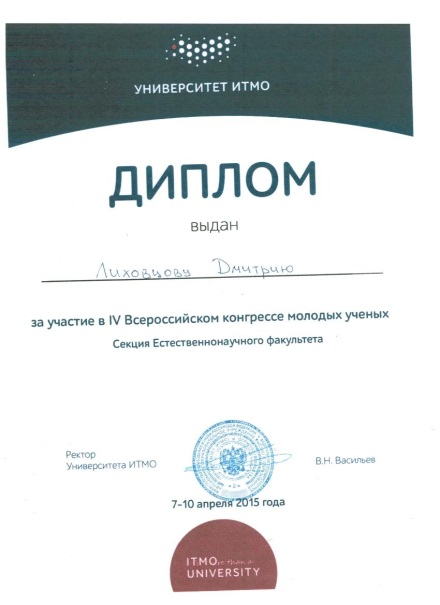 УНИВЕРСИТЕТ ИТМО
ДИПЛОМ
выдан
Лиховцову Дмитрию
за участие в IV Всероссийском конгрессе молодых ученых
Секция Естественнонаучного факультета
Ректор
Университета ИТМО
В.Н. Васильев
7-10 апреля 2015 года
UNIVERSITY